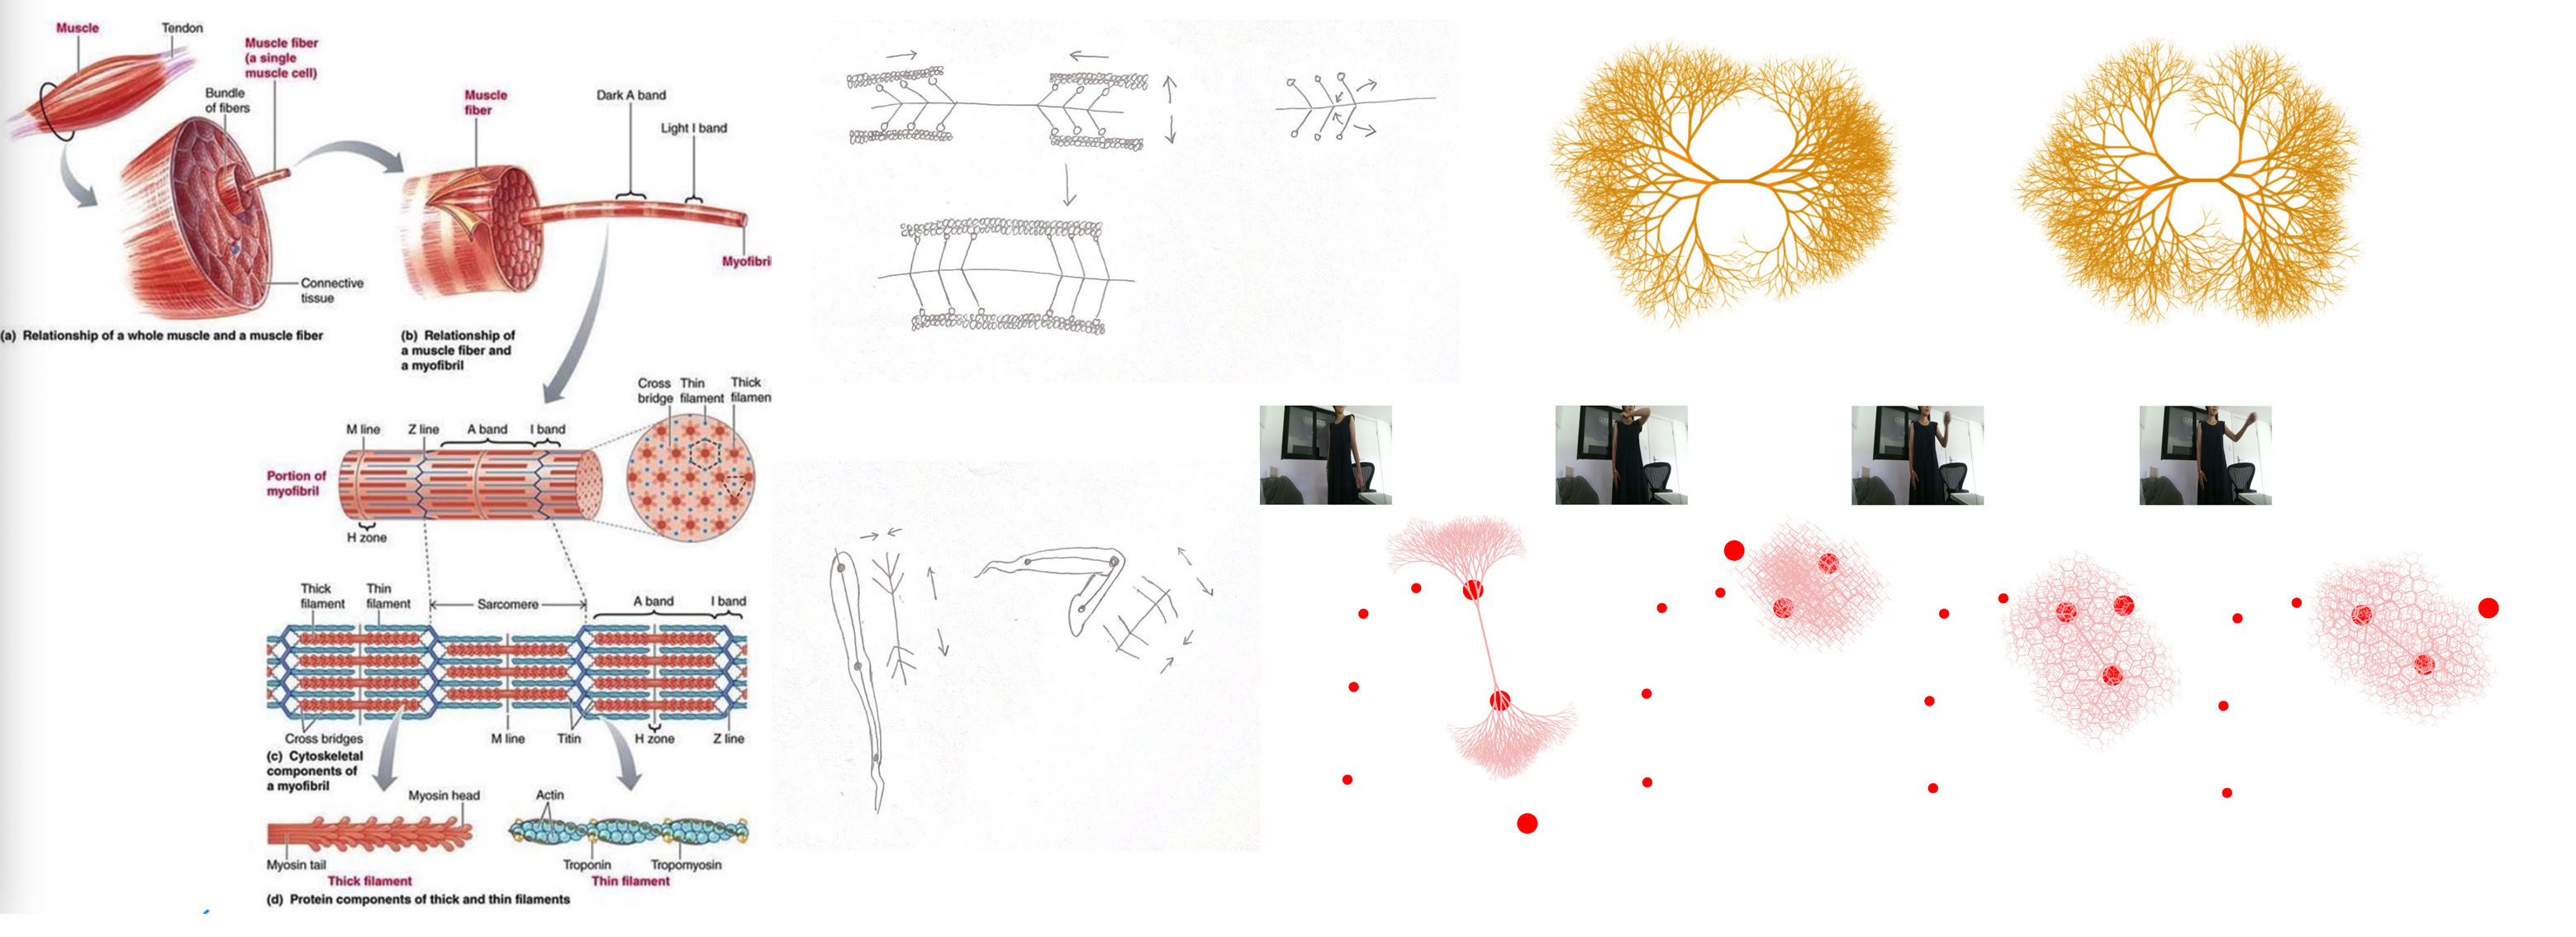 Muscle
Tendon
Muscle fiber
(a single
muscle cell)
Bundle
of fibers
Connective
tissue
(a) Relationship of a whole muscle and a muscle fiber
Muscle
fiber
Dark A band
Light I band
Myofibri
(b) Relationship of
a muscle fiber and
a myofibril
Cross
bridge
Thin
filament
Thick
filamen
M line
Z line
A band
I band
Portion of
myofibril
H zone
Thick
filament
Thin
filament
Sarcomere
A band
I band
Cross bridges
M line
Titin
H zone
Z line
(c) Cytoskeletal
components of
a myofibril
Myosin head
Actin
Myosin tail
Troponin
Tropomyosin
Thick filament
Thin filament
(d) Protein components of thick and thin filaments